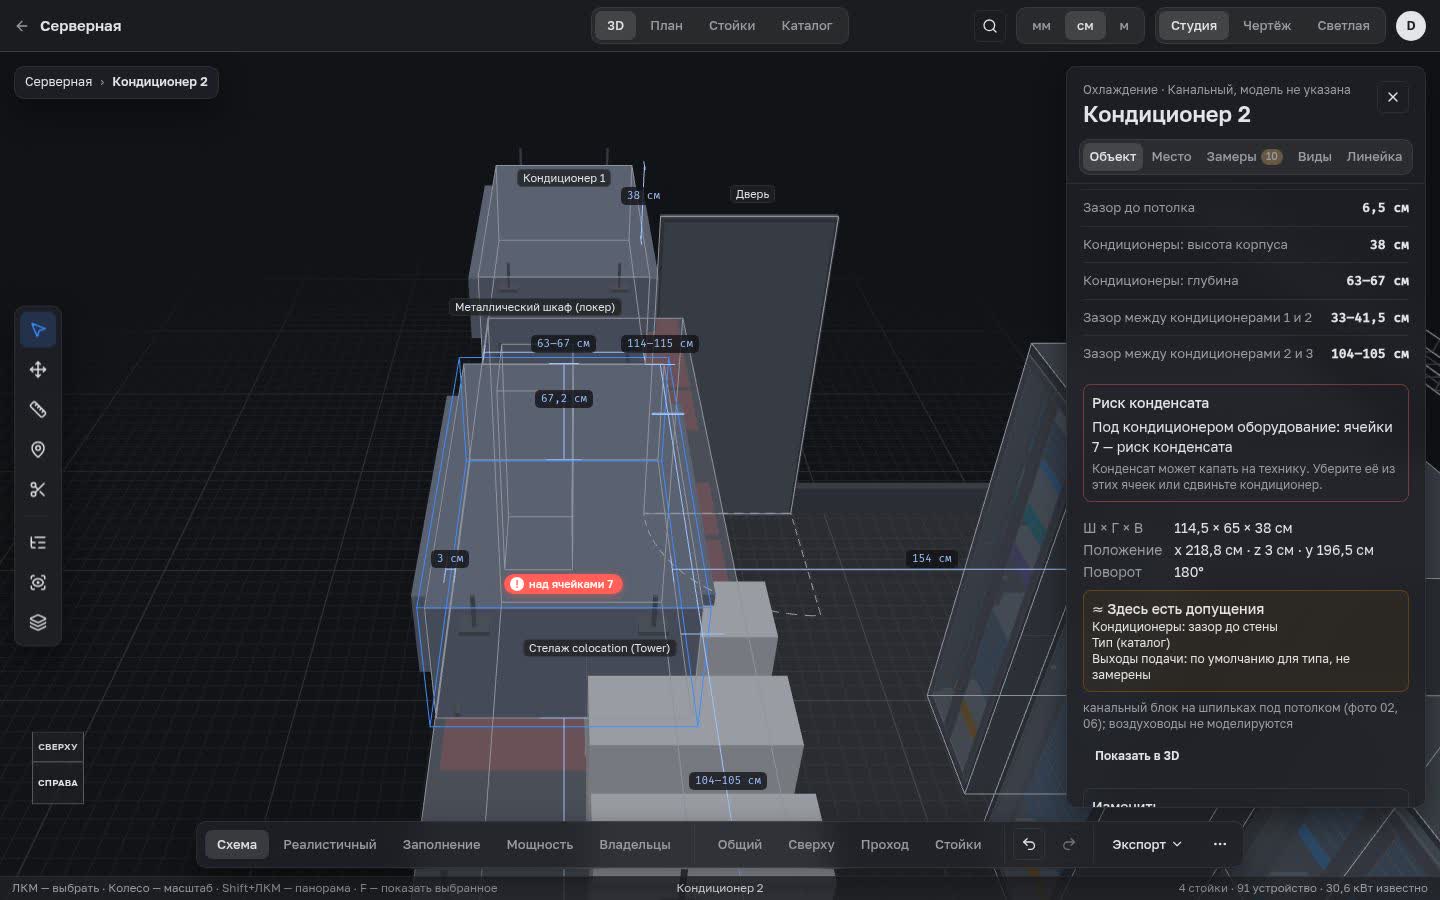 Серверная
3D
План
Стойки
Каталог
мм
см
м
Студия
Чертёж
Светлая
D
Серверная › Кондиционер 2
Охлаждение · Канальный, модель не указана
Кондиционер 2
Объект
Место
Замеры 10
Виды
Линейка
Зазор до потолка 6,5 см
Кондиционеры: высота корпуса 38 см
Кондиционеры: глубина 63–67 см
Зазор между кондиционерами 1 и 2 33–41,5 см
Зазор между кондиционерами 2 и 3 104–105 см
Риск конденсата
Под кондиционером оборудование: ячейки
7 — риск конденсата
Конденсат может капать на технику. Уберите её из
этих ячеек или сдвиньте кондиционер.
Ш × Г × В 114,5 × 65 × 38 см
Положение x 218,8 см · z 3 см · y 196,5 см
Поворот 180°
≈ Здесь есть допущения
Кондиционеры: зазор до стены
Тип (каталог)
Выходы подачи: по умолчанию для типа, не
замерены
канальный блок на шпильках под потолком (фото 02,
06); воздуховоды не моделируются
Показать в 3D
Изменить
Кондиционер 1
38 см
Дверь
Металлический шкаф (локер)
63–67 см
114–115 см
67,2 см
3 см
154 см
! над ячейками 7
Стелаж colocation (Tower)
104–105 см
СВЕРХУ
СПРАВА
Схема
Реалистичный
Заполнение
Мощность
Владельцы
Общий
Сверху
Проход
Стойки
Экспорт
ЛКМ — выбрать · Колесо — масштаб · Shift+ЛКМ — панорама · F — показать выбранное
Кондиционер 2
4 стойки · 91 устройство · 30,6 кВт известно